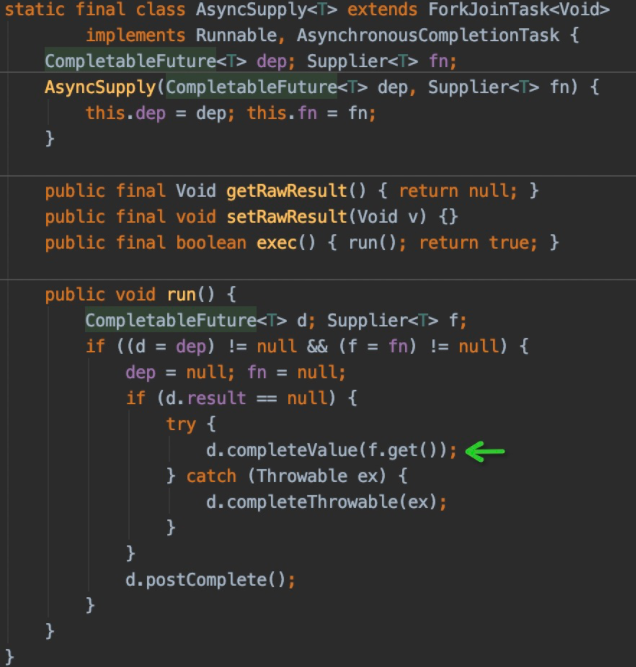 static final class AsyncSupply<T> extends ForkJoinTask<Void>
        implements Runnable, AsynchronousCompletionTask {
    CompletableFuture<T> dep; Supplier<T> fn;
    AsyncSupply(CompletableFuture<T> dep, Supplier<T> fn) {
        this.dep = dep; this.fn = fn;
    }
    public final Void getRawResult() { return null; }
    public final void setRawResult(Void v) {}
    public final boolean exec() { run(); return true; }
    public void run() {
        CompletableFuture<T> d; Supplier<T> f;
        if ((d = dep) != null && (f = fn) != null) {
            dep = null; fn = null;
            if (d.result == null) {
                try {
                    d.completeValue(f.get());
                } catch (Throwable ex) {
                    d.completeThrowable(ex);
                }
            }
            d.postComplete();
        }
    }
}